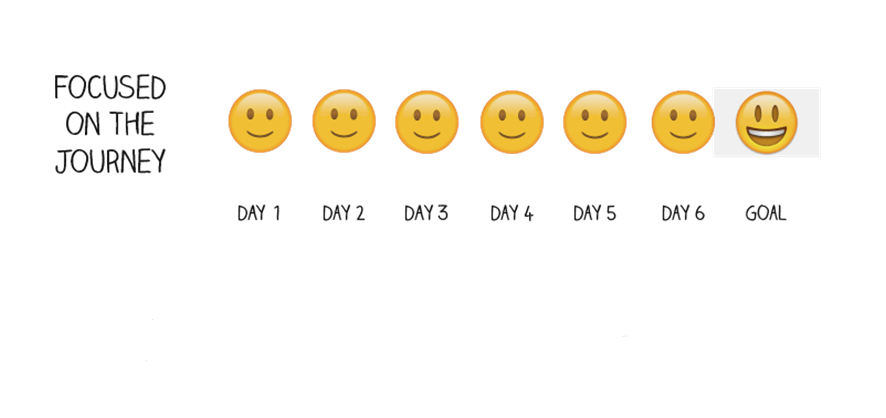 FOCUSED
ON THE
JOURNEY
DAY 1 DAY 2 DAY 3 DAY 4 DAY 5 DAY 6 GOAL